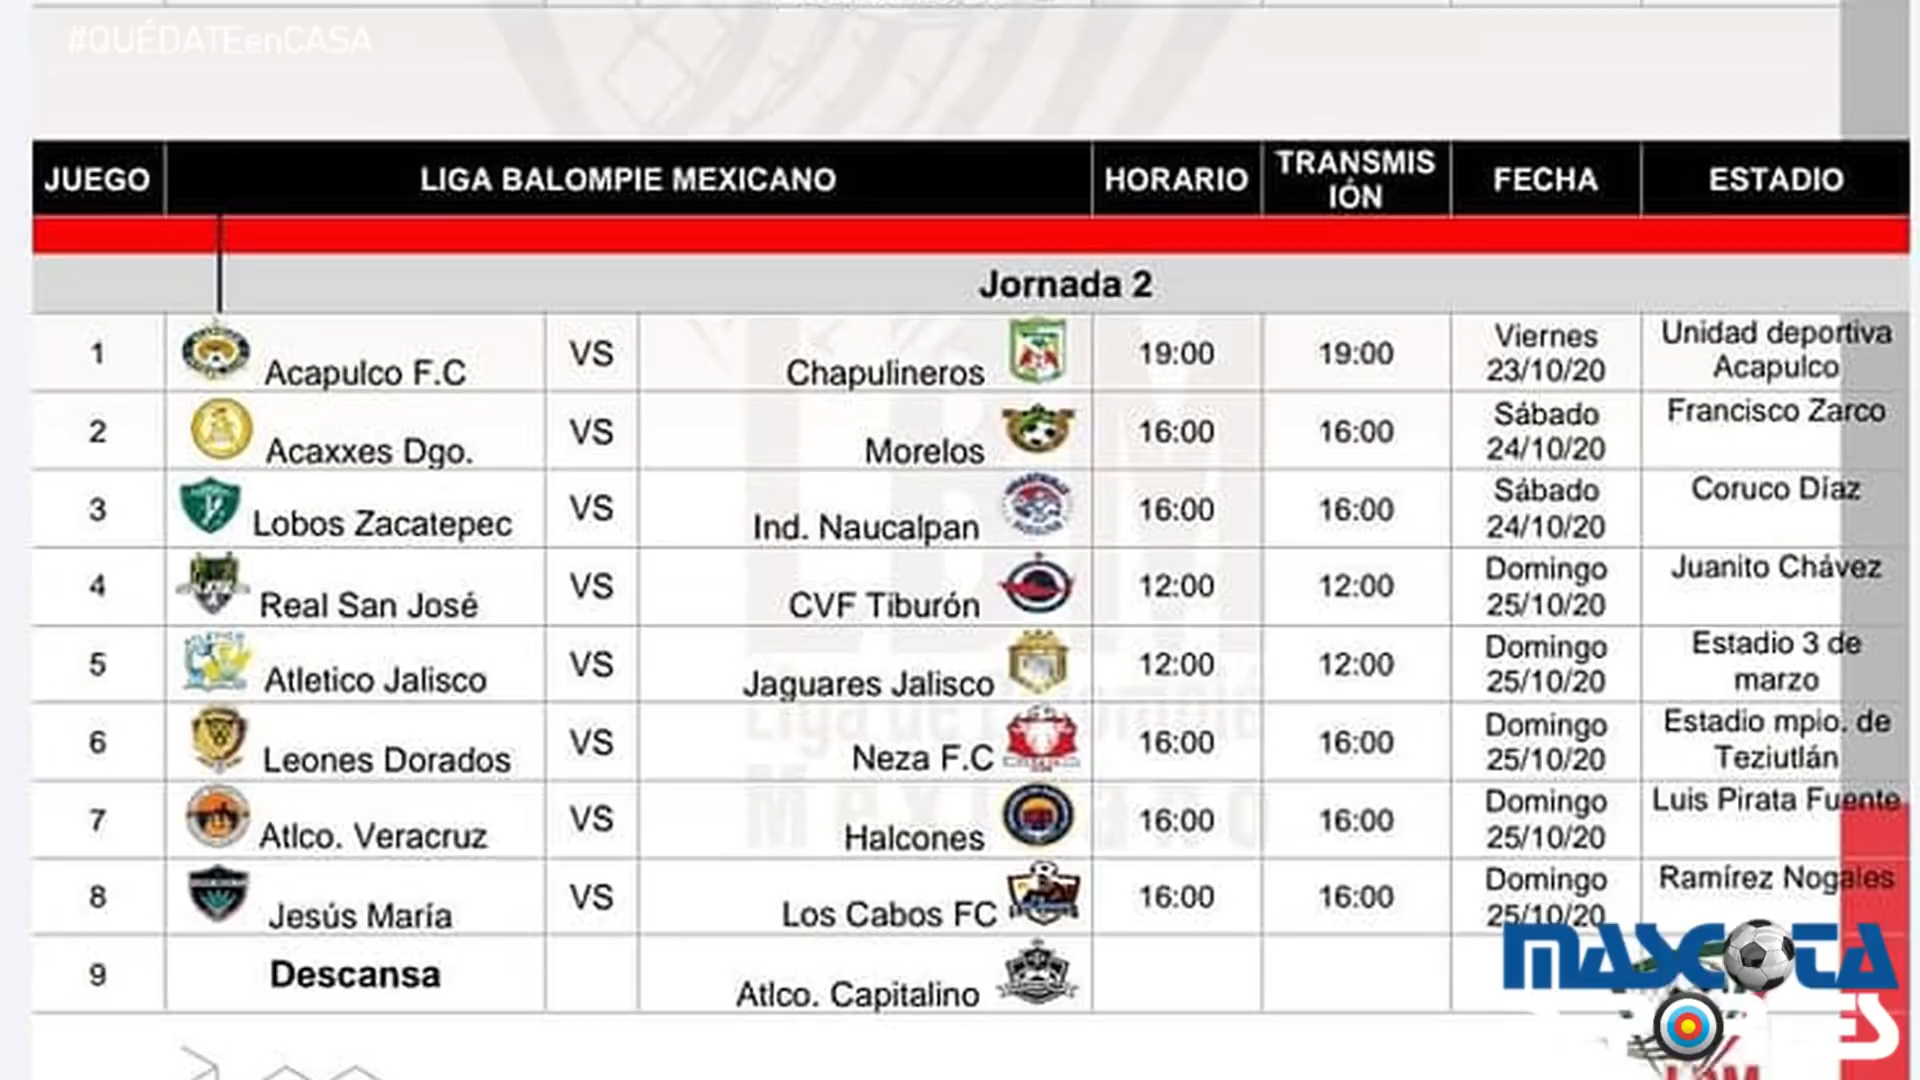 #QUÉDATEenCASA
JUEGO LIGA BALOMPIE MEXICANO HORARIO TRANSMIS
IÓN FECHA ESTADIO
Jornada 2
1 Acapulco F.C VS Chapulineros 19:00 19:00 Viernes
23/10/20 Unidad deportiva
Acapulco
2 Acaxxes Dgo. VS Morelos 16:00 16:00 Sábado
24/10/20 Francisco Zarco
3 Lobos Zacatepec VS Ind. Naucalpan 16:00 16:00 Sábado
24/10/20 Coruco Díaz
4 Real San José VS CVF Tiburón 12:00 12:00 Domingo
25/10/20 Juanito Chávez
5 Atletico Jalisco VS Jaguares Jalisco 12:00 12:00 Domingo
25/10/20 Estadio 3 de
marzo
6 Leones Dorados VS Neza F.C 16:00 16:00 Domingo
25/10/20 Estadio mpio. de
Teziutlán
7 Atlco. Veracruz VS Halcones 16:00 16:00 Domingo
25/10/20 Luis Pirata Fuente
8 Jesús María VS Los Cabos FC 16:00 16:00 Domingo
25/10/20 Ramírez Nogales
9 Descansa Atlco. Capitalino
LBM
Liga de Balompié
Mexicano
MASCOTA